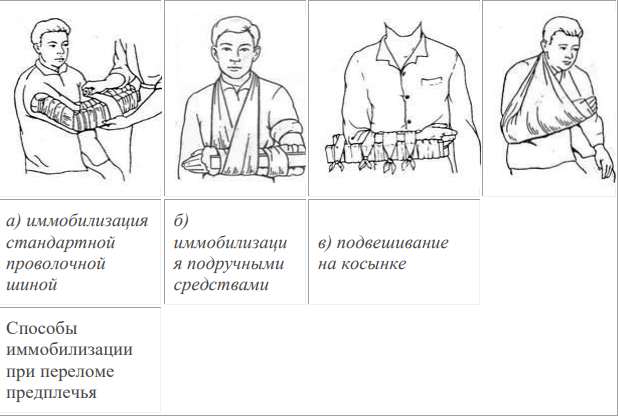 а) иммобилизация
стандартной
проволочной
шиной
б)
иммобилизаци
я подручными
средствами
в) подвешивание
на косынке
Способы
иммобилизации
при переломе
предплечья